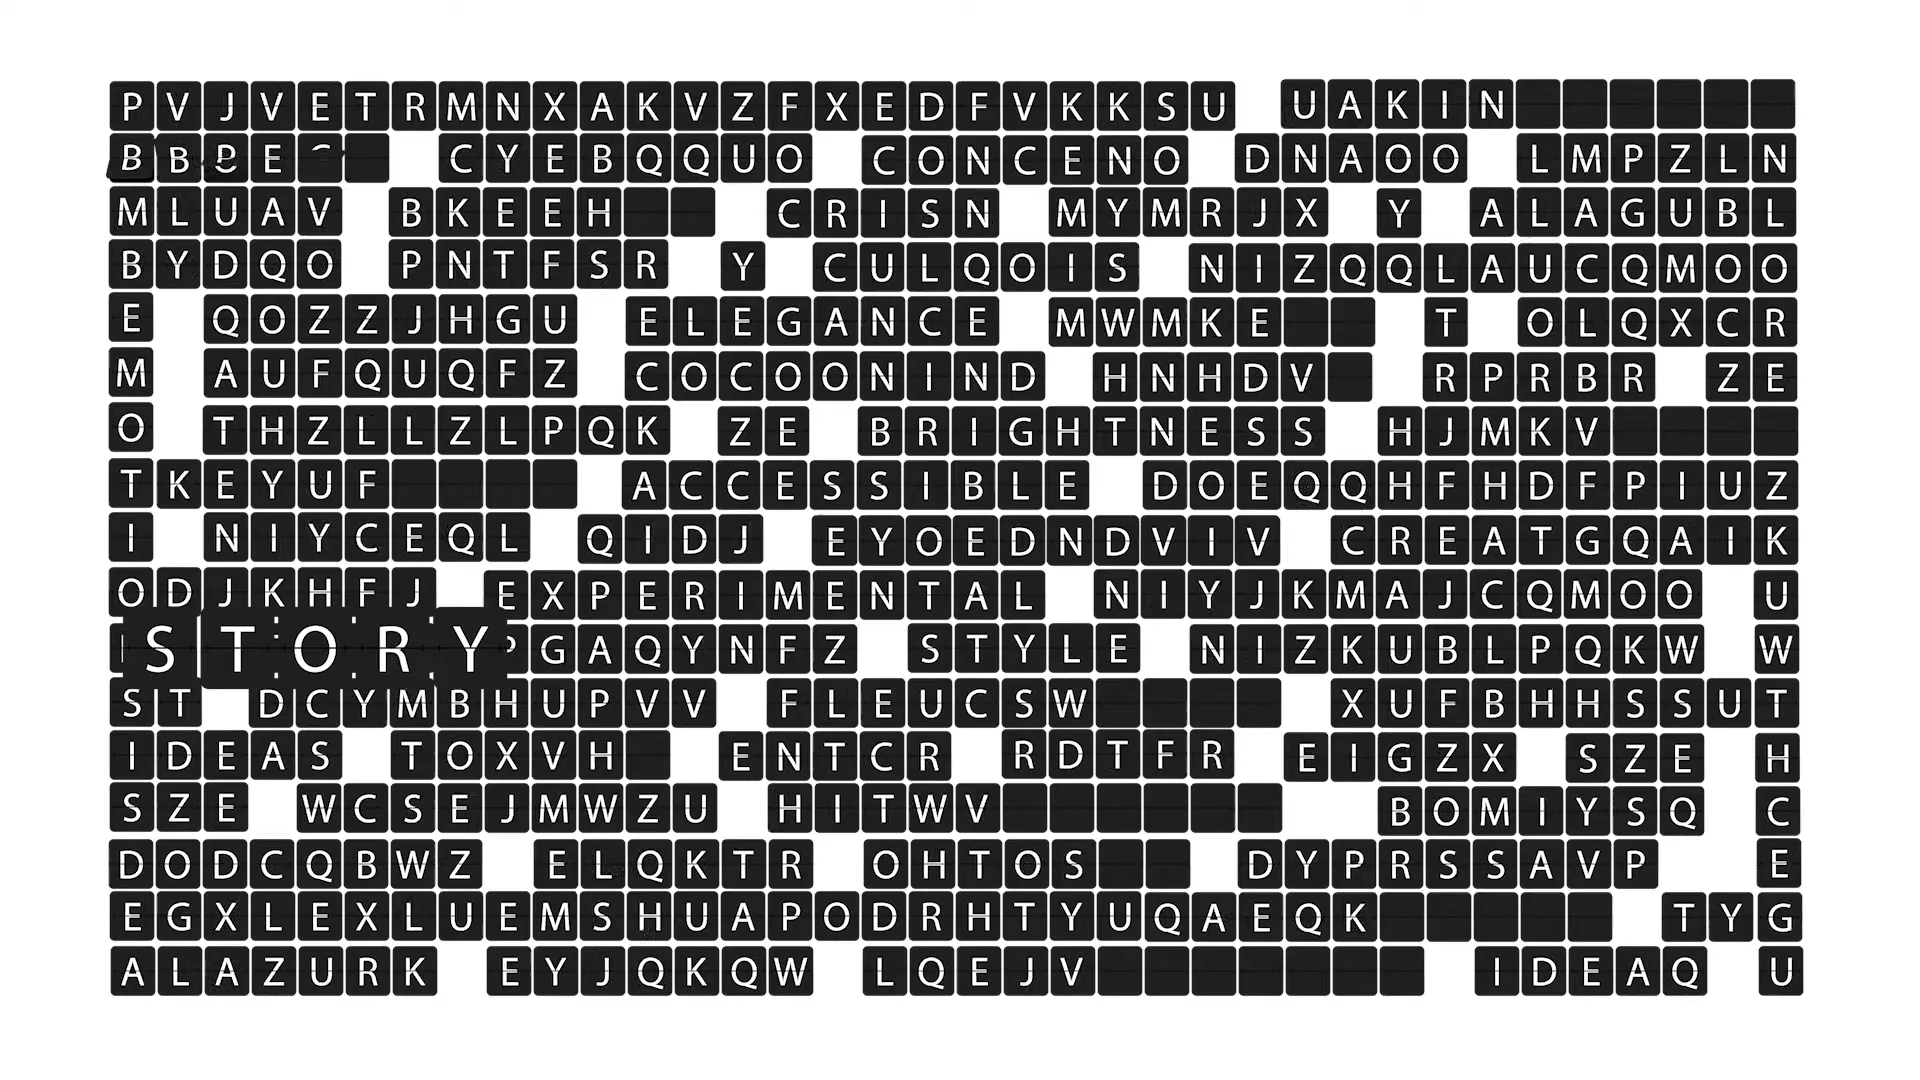 PVJVETRMNXAKVZFXEDFVKKSU UAKIN
BBPE CYEBQQUO CONCENO DNAOO LMPZLN
MLUAV BKEEH CRISN MYMRJX Y ALAGUBL
BYDQO PNTFSR Y CULQOIS NIZQQLAUCQMOO
E QOZZJHGU ELEGANCE MWMKE T OLQXCR
M AUFQUQFZ COCOONIND HNHDV RPRBR ZE
O THZLLZLPQK ZE BRIGHTNESS HJMKV
TKEYUF ACCESSIBLE DOEQQHFHDFPIUZ
I NIYCEQL QIDJ EYOEDNDVIV CREATGQAIK
ODJKHFJ EXPERIMENTAL NIYJKMAJCQMOO U
STORY PGAQYNFZ STYLE NIZKUBLPQKW W
ST DCYMBHUPVV FLEUCSW XUFBHHSSUT
IDEAS TOXVH ENTCR RDTFR EIGZX SZE H
SZE WCSEJMWZU HITWV BOMIYSQ C
DODCQBWZ ELQKTR OHTOS DYPRSSAVP E
EGXLEXLUEMSHUAPODRHTYUQAEQK TYG
ALAZURK EYJQKQW LQEJV IDEAQ U